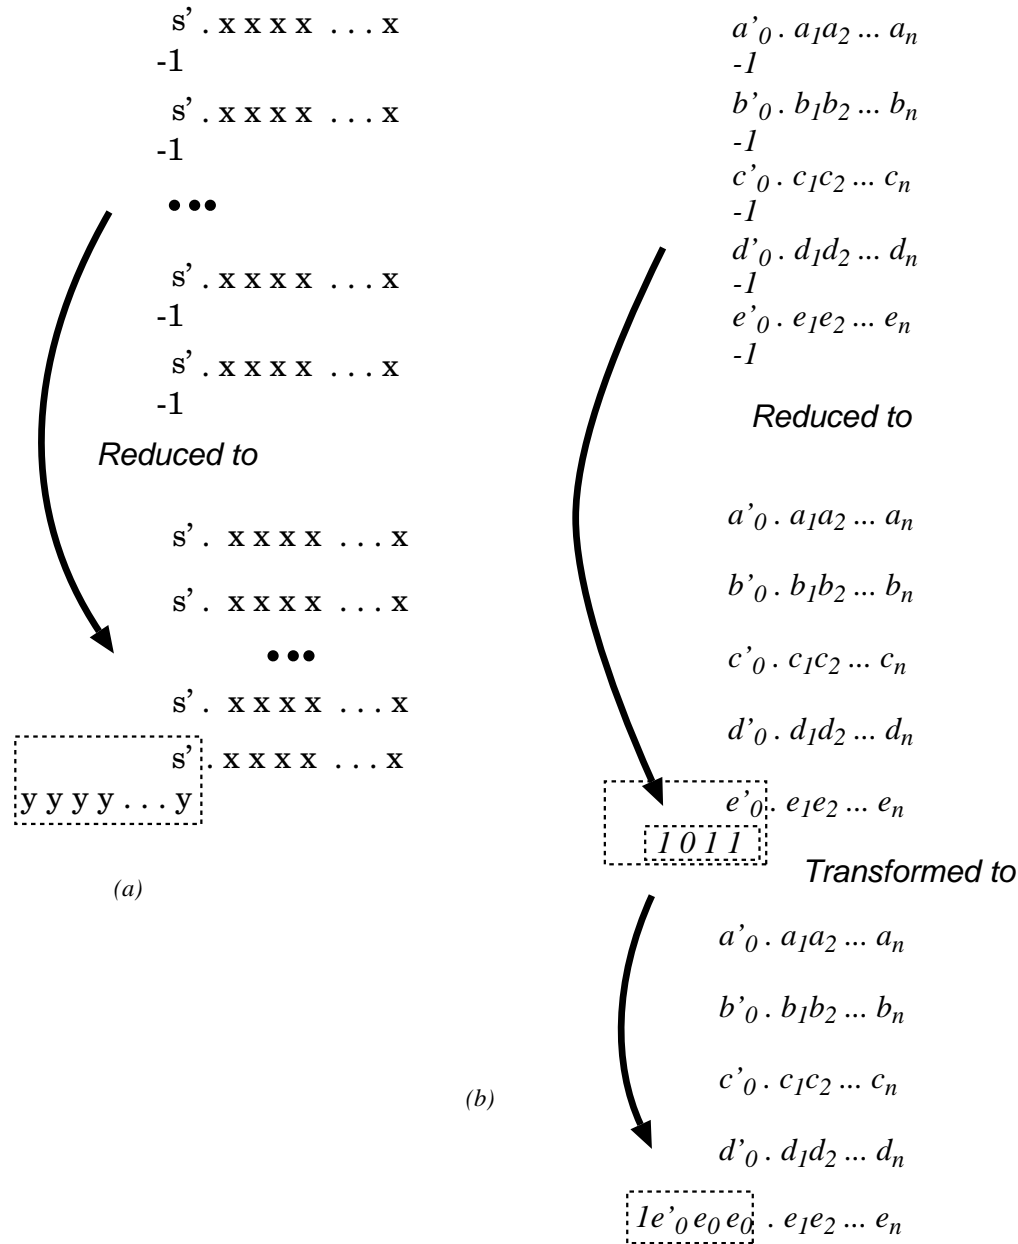 s’ . x x x x . . . x
-1
s’ . x x x x . . . x
-1
•••
s’ . x x x x . . . x
-1
s’ . x x x x . . . x
-1
Reduced to
s’ . x x x x . . . x
s’ . x x x x . . . x
•••
s’ . x x x x . . . x
s’ . x x x x . . . x
y y y y . . . y
(a)
a’0 . a1a2 ... an
-1
b’0 . b1b2 ... bn
-1
c’0 . c1c2 ... cn
-1
d’0 . d1d2 ... dn
-1
e’0 . e1e2 ... en
-1
Reduced to
a’0 . a1a2 ... an
b’0 . b1b2 ... bn
c’0 . c1c2 ... cn
d’0 . d1d2 ... dn
e’0 . e1e2 ... en
1 0 1 1
Transformed to
a’0 . a1a2 ... an
b’0 . b1b2 ... bn
c’0 . c1c2 ... cn
d’0 . d1d2 ... dn
1e’0 e0 e0 . e1e2 ... en
(b)